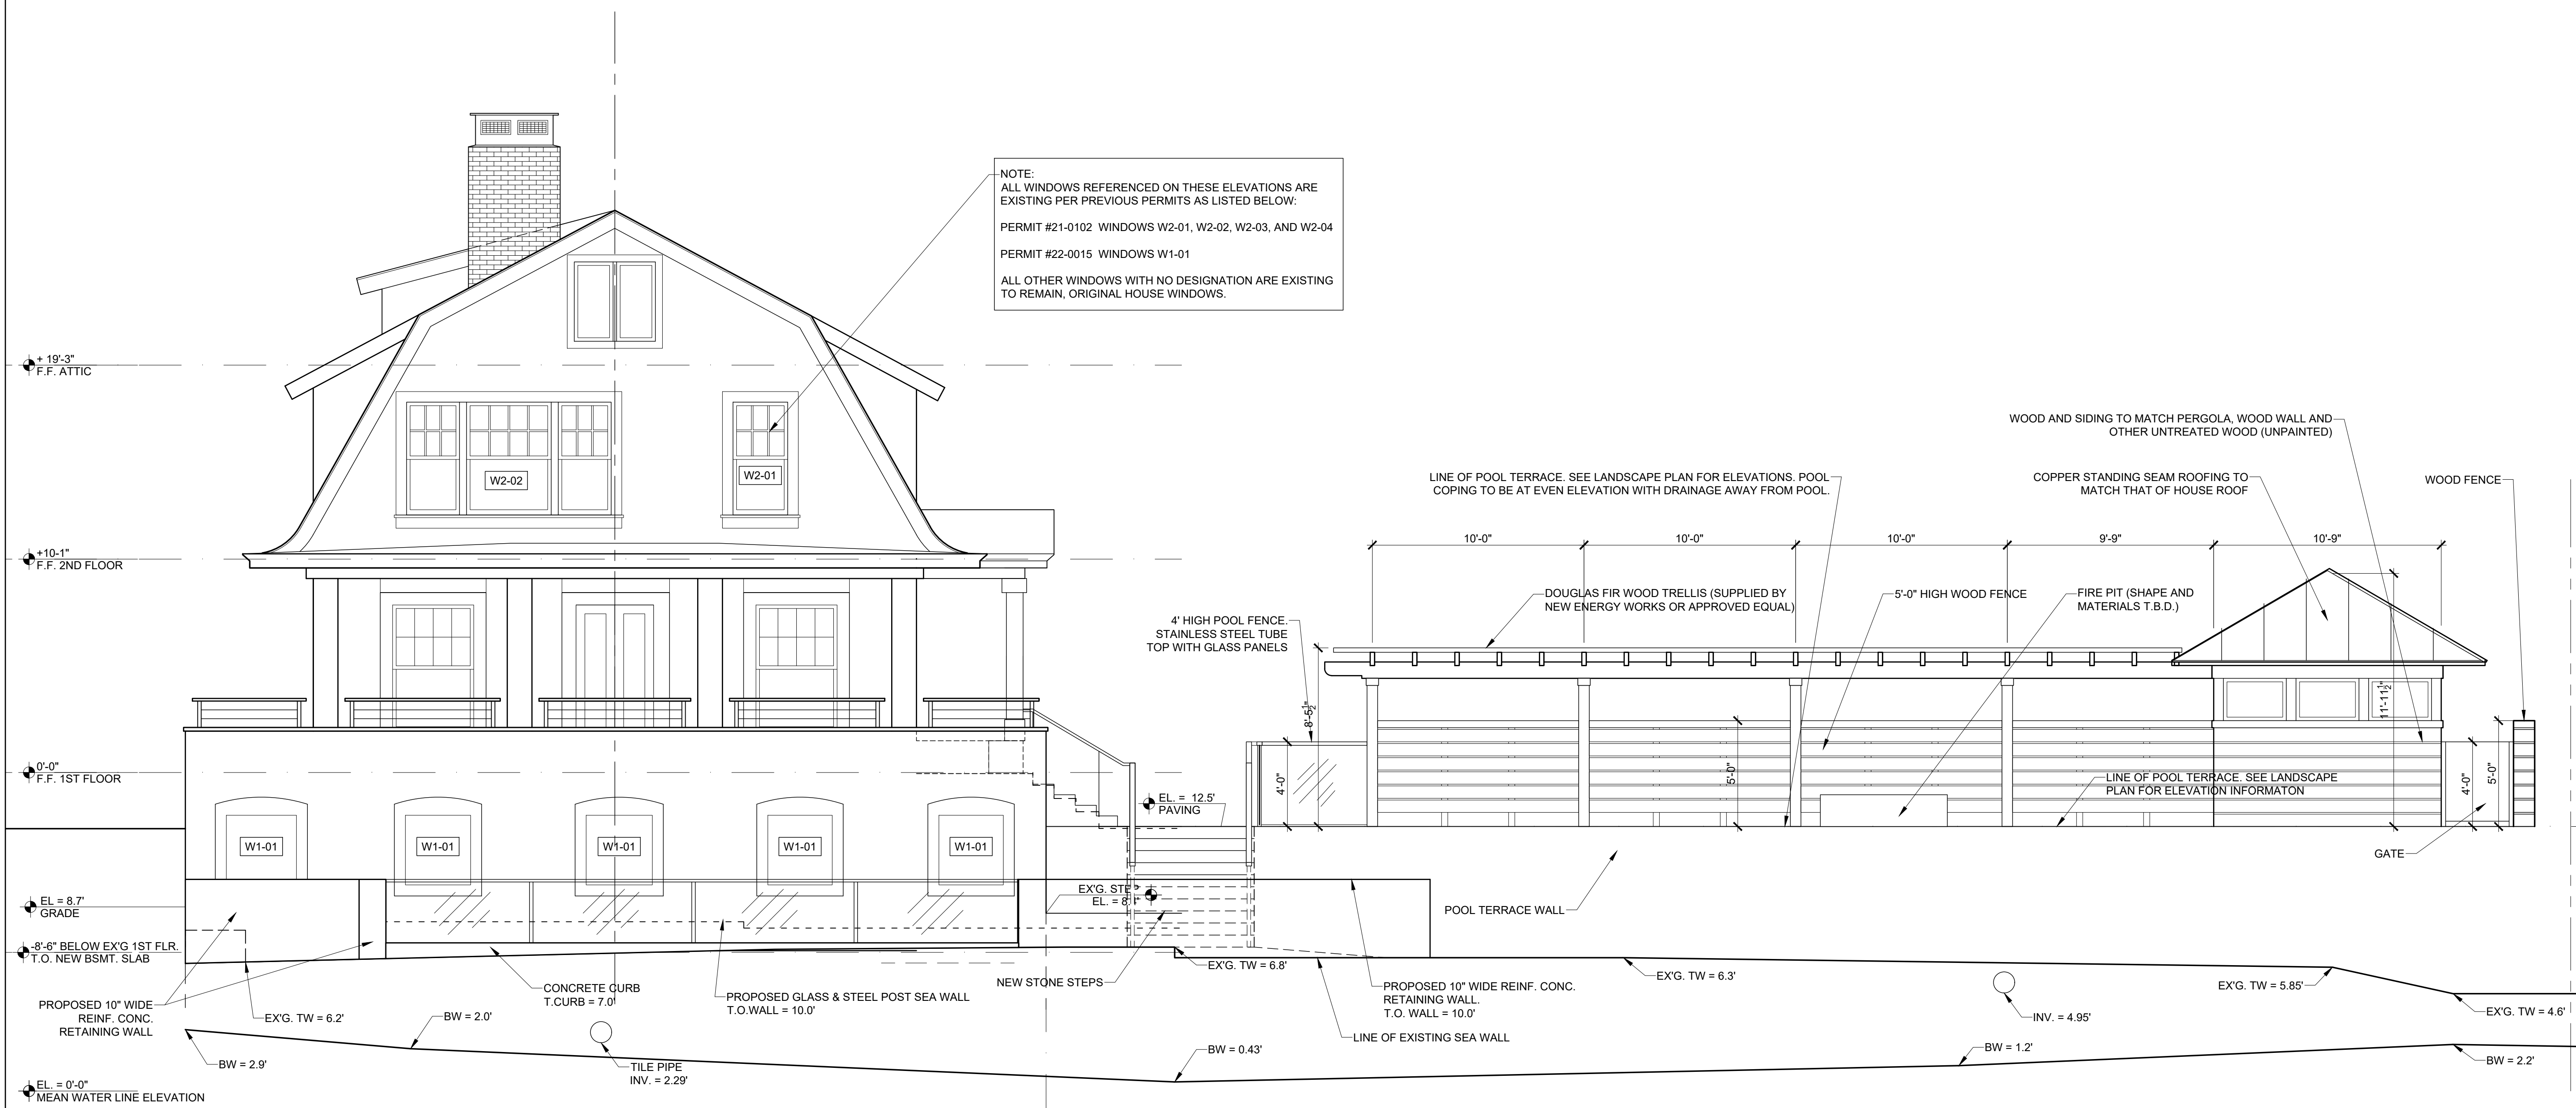 NOTE:
ALL WINDOWS REFERENCED ON THESE ELEVATIONS ARE
EXISTING PER PREVIOUS PERMITS AS LISTED BELOW:
PERMIT #21-0102  WINDOWS W2-01, W2-02, W2-03, AND W2-04
PERMIT #22-0015  WINDOWS W1-01
ALL OTHER WINDOWS WITH NO DESIGNATION ARE EXISTING
TO REMAIN, ORIGINAL HOUSE WINDOWS.
+ 19'-3"
F.F. ATTIC
W2-02
W2-01
+10-1"
F.F. 2ND FLOOR
0'-0"
F.F. 1ST FLOOR
W1-01
W1-01
W1-01
W1-01
W1-01
EL = 8.7'
GRADE
-8'-6" BELOW EX'G 1ST FLR.
T.O. NEW BSMT. SLAB
PROPOSED 10" WIDE
REINF. CONC.
RETAINING WALL
EX'G. TW = 6.2'
BW = 2.9'
BW = 2.0'
CONCRETE CURB
T.CURB = 7.0'
TILE PIPE
INV. = 2.29'
PROPOSED GLASS & STEEL POST SEA WALL
T.O.WALL = 10.0'
EL. = 0'-0"
MEAN WATER LINE ELEVATION
WOOD AND SIDING TO MATCH PERGOLA, WOOD WALL AND
OTHER UNTREATED WOOD (UNPAINTED)
LINE OF POOL TERRACE. SEE LANDSCAPE PLAN FOR ELEVATIONS. POOL
COPING TO BE AT EVEN ELEVATION WITH DRAINAGE AWAY FROM POOL.
COPPER STANDING SEAM ROOFING TO
MATCH THAT OF HOUSE ROOF
WOOD FENCE
10'-0"
10'-0"
10'-0"
9'-9"
10'-9"
DOUGLAS FIR WOOD TRELLIS (SUPPLIED BY
NEW ENERGY WORKS OR APPROVED EQUAL)
5'-0" HIGH WOOD FENCE
FIRE PIT (SHAPE AND
MATERIALS T.B.D.)
4' HIGH POOL FENCE.
STAINLESS STEEL TUBE
TOP WITH GLASS PANELS
8'-5 1/2"
11'-11 1/2"
4'-0"
5'-0"
4'-0"
5'-0"
LINE OF POOL TERRACE. SEE LANDSCAPE
PLAN FOR ELEVATION INFORMATON
EL. =  12.5'
PAVING
GATE
EX'G. STEP
POOL TERRACE WALL
NEW STONE STEPS
EX'G. TW = 6.8'
EX'G. TW = 6.3'
EX'G. TW = 5.85'
EX'G. TW = 4.6'
PROPOSED 10" WIDE REINF. CONC.
RETAINING WALL.
T.O. WALL = 10.0'
LINE OF EXISTING SEA WALL
INV. = 4.95'
BW = 0.43'
BW = 1.2'
BW = 2.2'